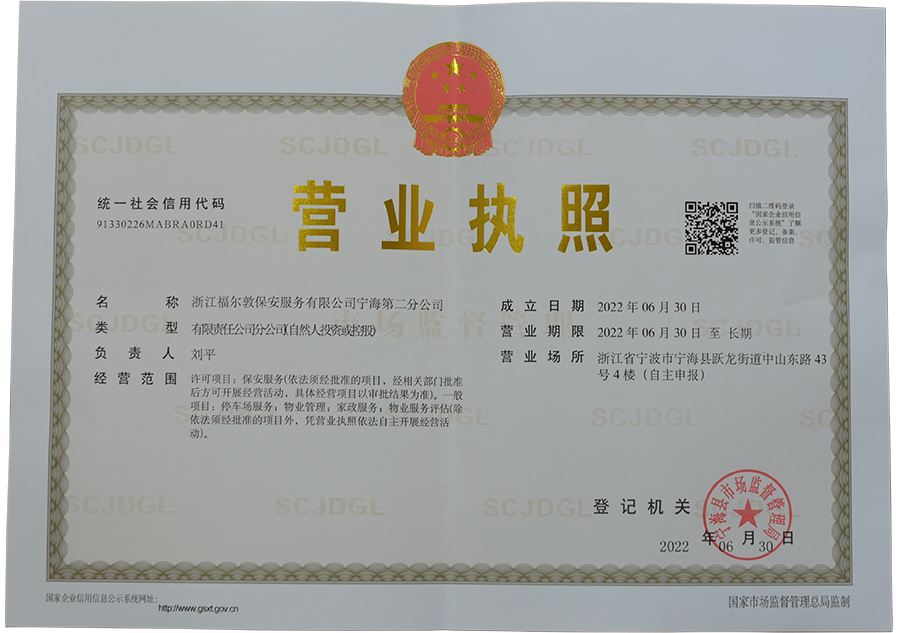 SCJDGL SCJDGL SCJDGL SCJDGL
统一社会信用代码
91330226MABRA0RD41
营业执照
扫描二维码登录
“国家企业信用信
息公示系统”了解
更多登记、备案、
许可、监管信息
SCJDGL SCJDGL SCJDGL
名称 浙江福尔敦保安服务有限公司宁海第二分公司
类型 有限责任公司分公司(自然人投资或控股)
负责人 刘平
经营范围 许可项目：保安服务(依法须经批准的项目，经相关部门批准
后方可开展经营活动，具体经营项目以审批结果为准)。一般
项目：停车场服务；物业管理；家政服务；物业服务评估(除
依法须经批准的项目外，凭营业执照依法自主开展经营活
动)。
成立日期 2022年06月30日
营业期限 2022年06月30日 至 长期
营业场所 浙江省宁波市宁海县跃龙街道中山东路43
号4楼（自主申报）
市场监督管理
SCJDGL SCJDGL SCJDGL
SCJDGL SCJDGL SCJDGL
登记机关
宁海县市场监督管理局
2022年06月30日
国家企业信用信息公示系统网址：
http://www.gsxt.gov.cn
国家市场监督管理总局监制